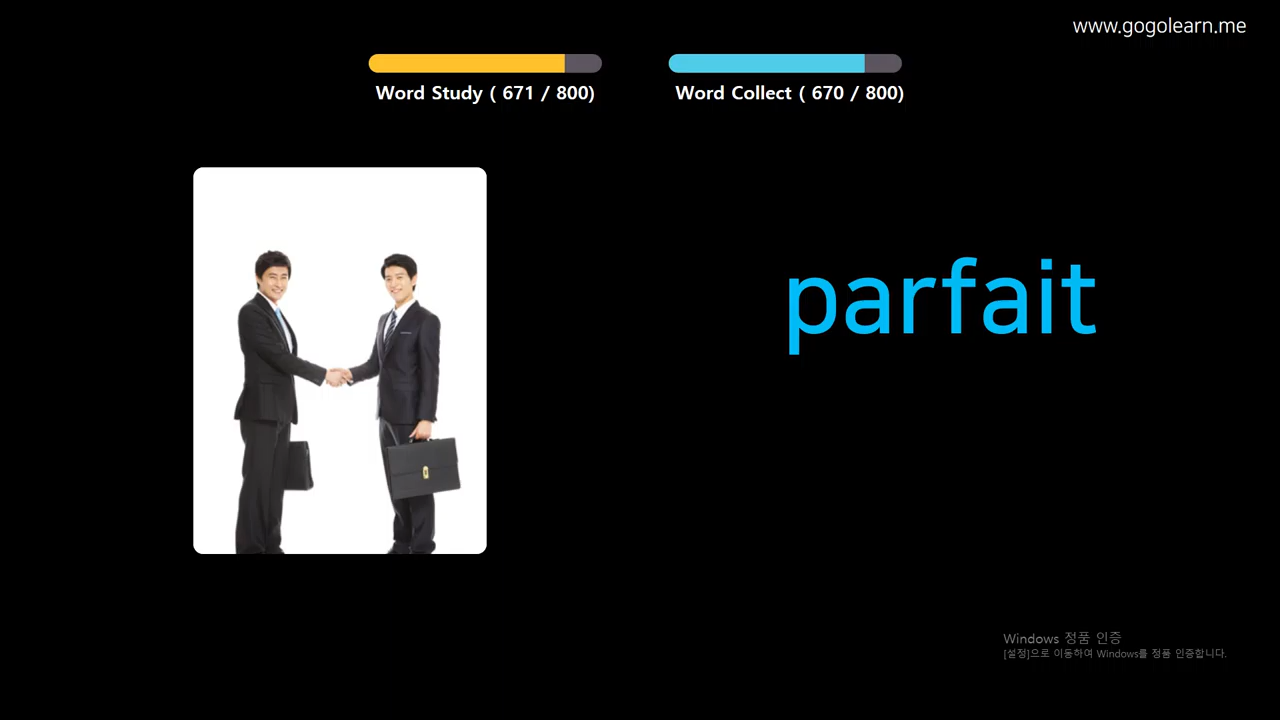 www.gogolearn.me
Word Study ( 671 / 800)
Word Collect ( 670 / 800)
parfait
Windows 정품 인증
[설정]으로 이동하여 Windows를 정품 인증합니다.